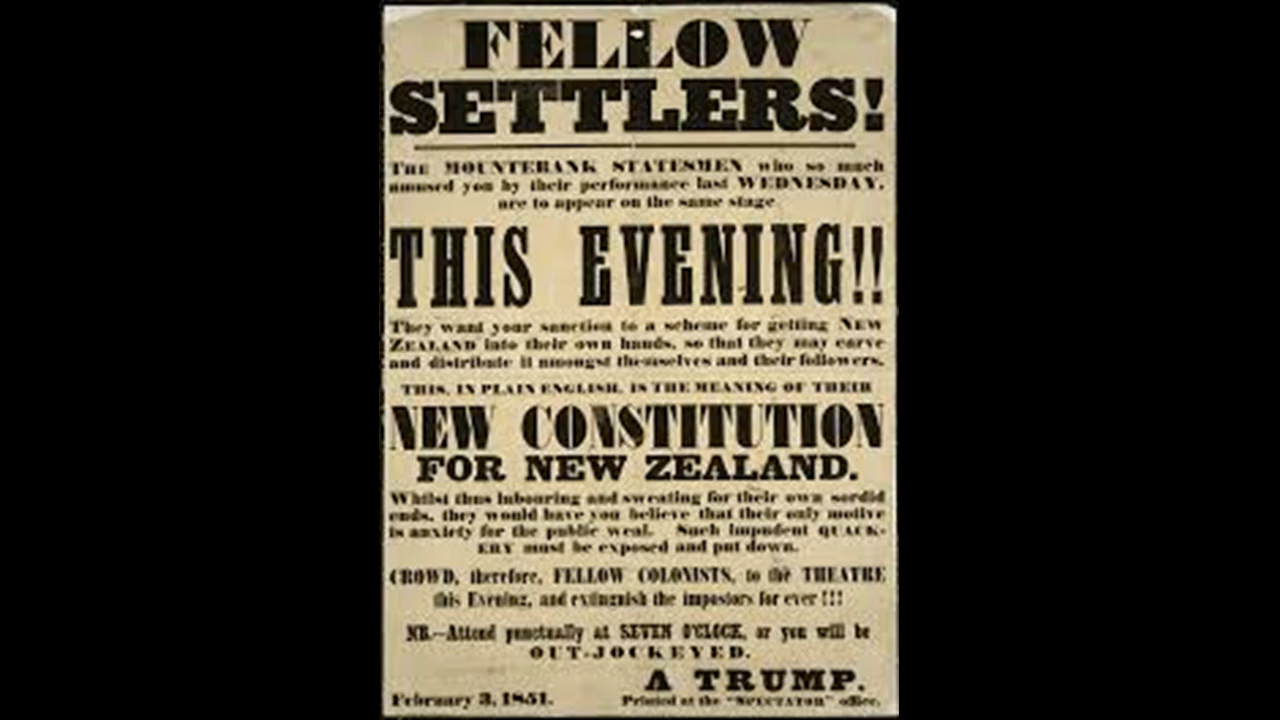 FELLOW
SETTLERS!
THE MOUNTEBANK STATESMEN who so much
amused you by their performance last WEDNESDAY,
are to appear on the same stage
THIS EVENING!!
They want your sanction to a scheme for getting NEW
ZEALAND into their own hands, so that they may carve
and distribute it amongst themselves and their followers.
THIS, IN PLAIN ENGLISH, IS THE MEANING OF THEIR
NEW CONSTITUTION
FOR NEW ZEALAND.
Whilst thus labouring and sweating for their own sordid
ends, they would have you believe that their only motive
is anxiety for the public weal. Such impudent QUACK-
ERY must be exposed and put down.
CROWD, therefore, FELLOW COLONISTS, to the THEATRE
this Evening, and extinguish the impostors for ever!!!
NB.—Attend punctually at SEVEN O'CLOCK, or you will be
OUT-JOCKEYED.
A TRUMP.
February 3, 1851.
Printed at the "SPECTATOR" office.